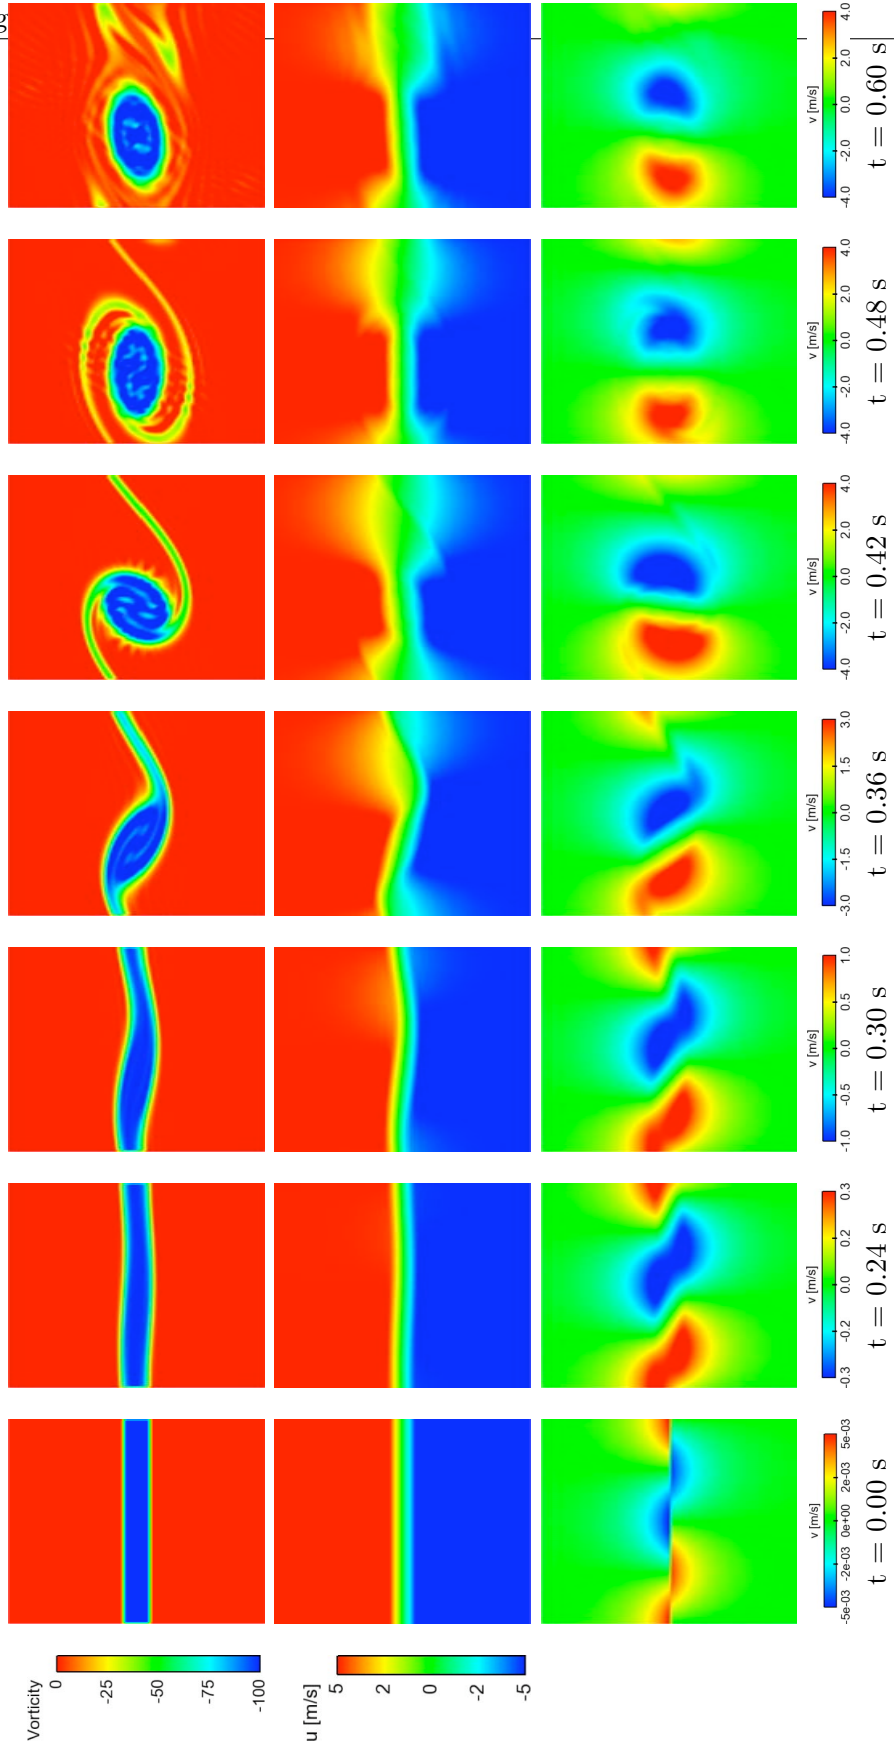 Vorticity
0
-25
-50
-75
-100
u [m/s]
5
2
0
-2
-5
v [m/s]
-5e-03 -2e-03 0e+00 2e-03 5e-03
t = 0.00 s
v [m/s]
-0.3 -0.2 0.0 0.2 0.3
t = 0.24 s
v [m/s]
-1.0 -0.5 0.0 0.5 1.0
t = 0.30 s
v [m/s]
-3.0 -1.5 0.0 1.5 3.0
t = 0.36 s
v [m/s]
-4.0 -2.0 0.0 2.0 4.0
t = 0.42 s
v [m/s]
-4.0 -2.0 0.0 2.0 4.0
t = 0.48 s
v [m/s]
-4.0 -2.0 0.0 2.0 4.0
t = 0.60 s